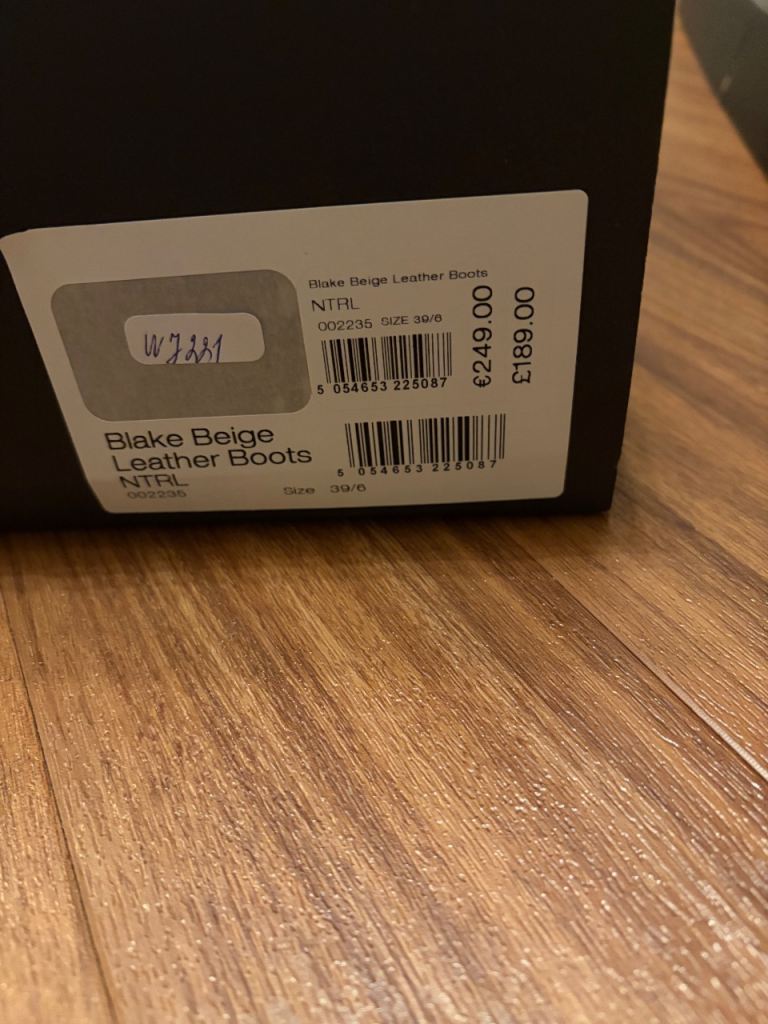 Blake Beige Leather Boots
NTRL
002235 SIZE 39/6
5 054653 225087
€249.00
£189.00
WJ221
Blake Beige
Leather Boots
NTRL
002235
Size 39/6
5 054653 225087